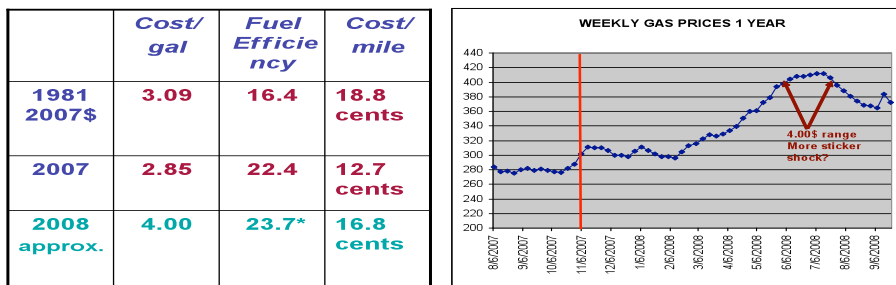 Cost/
gal
Fuel
Efficie
ncy
Cost/
mile
1981
2007$
3.09
16.4
18.8
cents
2007
2.85
22.4
12.7
cents
2008
approx.
4.00
23.7*
16.8
cents
WEEKLY GAS PRICES 1 YEAR
440
420
400
380
360
340
320
300
280
260
240
220
200
4.00$ range
More sticker
shock?
8/6/2007
9/6/2007
10/6/2007
11/6/2007
12/6/2007
1/6/2008
2/6/2008
3/6/2008
4/6/2008
5/6/2008
6/6/2008
7/6/2008
8/6/2008
9/6/2008